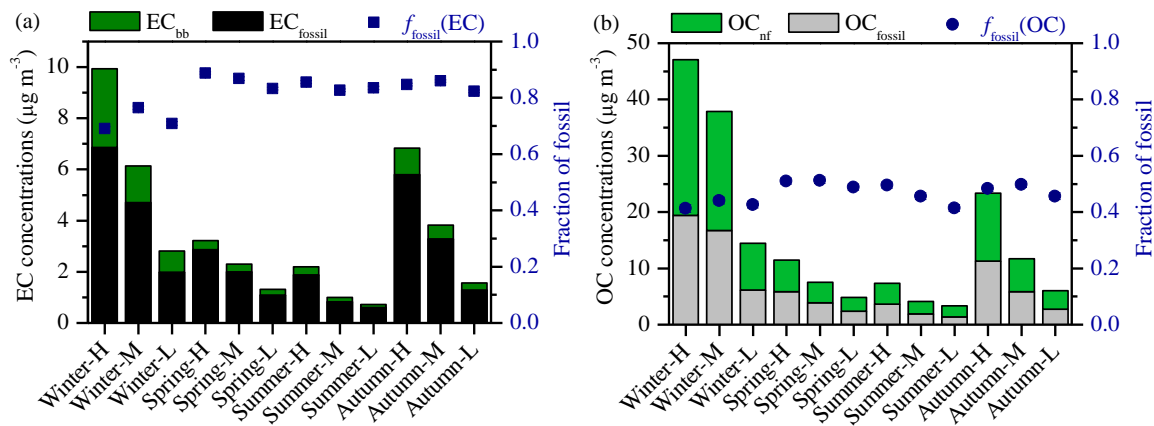 (a) EC_bb EC_fossil f_fossil(EC)
EC concentrations (µg m⁻³)
10
8
6
4
2
0
1.0
0.8
0.6
0.4
0.2
0.0
Fraction of fossil
Winter-H
Winter-M
Winter-L
Spring-H
Spring-M
Spring-L
Summer-H
Summer-M
Summer-L
Autumn-H
Autumn-M
Autumn-L
(b) OC_nf OC_fossil f_fossil(OC)
OC concentrations (µg m⁻³)
50
40
30
20
10
0
1.0
0.8
0.6
0.4
0.2
0.0
Fraction of fossil
Winter-H
Winter-M
Winter-L
Spring-H
Spring-M
Spring-L
Summer-H
Summer-M
Summer-L
Autumn-H
Autumn-M
Autumn-L